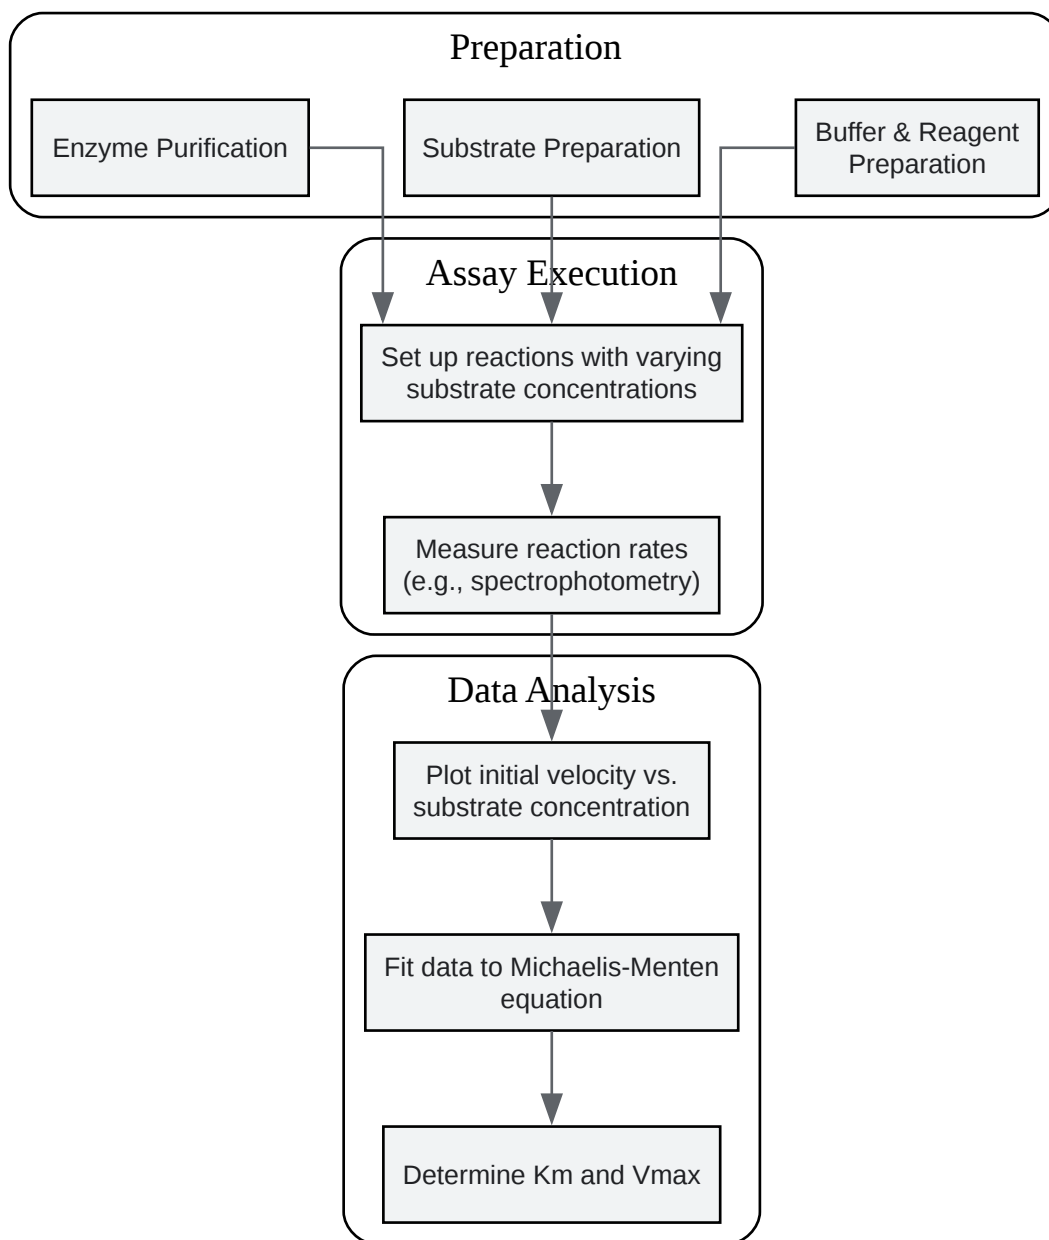 Preparation
Enzyme Purification
Substrate Preparation
Buffer & Reagent
Preparation
Assay Execution
Set up reactions with varying
substrate concentrations
Measure reaction rates
(e.g., spectrophotometry)
Data Analysis
Plot initial velocity vs.
substrate concentration
Fit data to Michaelis-Menten
equation
Determine Km and Vmax